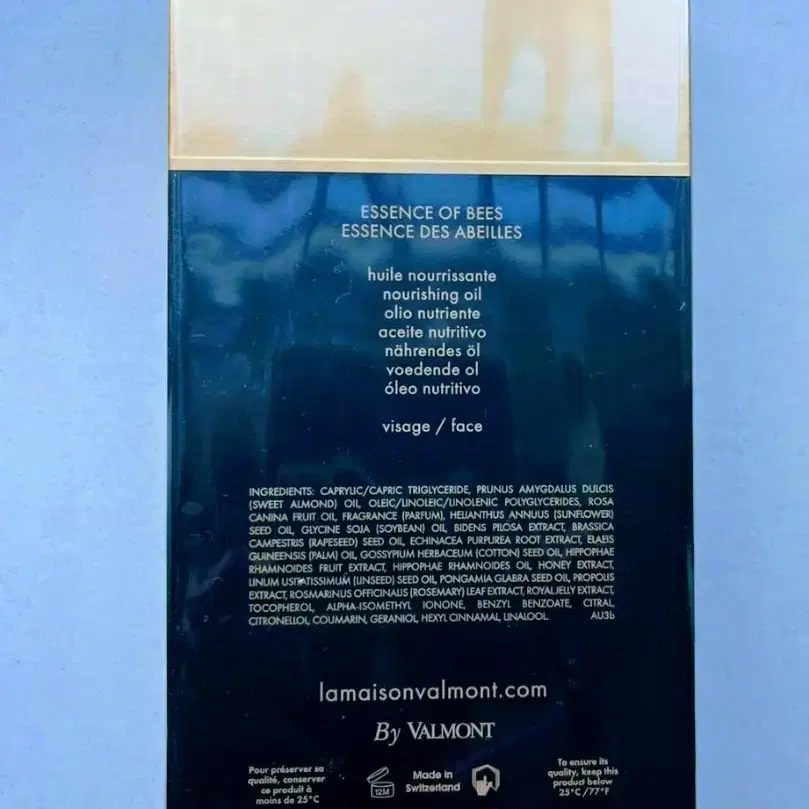 ESSENCE OF BEES
ESSENCE DES ABEILLES
huile nourrissante
nourishing oil
olio nutriente
aceite nutritivo
nährendes öl
voedende ol
óleo nutritivo
visage / face
INGREDIENTS: CAPRYLIC/CAPRIC TRIGLYCERIDE, PRUNUS AMYGDALUS DULCIS
(SWEET ALMOND) OIL, OLEIC/LINOLEIC/LINOLENIC POLYGLYCERIDES, ROSA
CANINA FRUIT OIL, FRAGRANCE (PARFUM), HELIANTHUS ANNUUS (SUNFLOWER)
SEED OIL, GLYCINE SOJA (SOYBEAN) OIL, BIDENS PILOSA EXTRACT, BRASSICA
CAMPESTRIS (RAPESEED) SEED OIL, ECHINACEA PURPUREA ROOT EXTRACT, ELAEIS
GUINEENSIS (PALM) OIL, GOSSYPIUM HERBACEUM (COTTON) SEED OIL, HIPPOPHAE
RHAMNOIDES FRUIT EXTRACT, HIPPOPHAE RHAMNOIDES OIL, HONEY EXTRACT,
LINUM USITATISSIMUM (LINSEED) SEED OIL, PONGAMIA GLABRA SEED OIL, PROPOLIS
EXTRACT, ROSMARINUS OFFICINALIS (ROSEMARY) LEAF EXTRACT, ROYAL JELLY EXTRACT,
TOCOPHEROL, ALPHA-ISOMETHYL IONONE, BENZYL BENZOATE, CITRAL,
CITRONELLOL, COUMARIN, GERANIOL, HEXYL CINNAMAL, LINALOOL. AU3b
lamaisonvalmont.com
By VALMONT
Pour préserver sa
qualité, conserver
ce produit à
moins de 25°C
12M
Made in
Switzerland
To ensure its
quality, keep this
product below
25°C/77°F